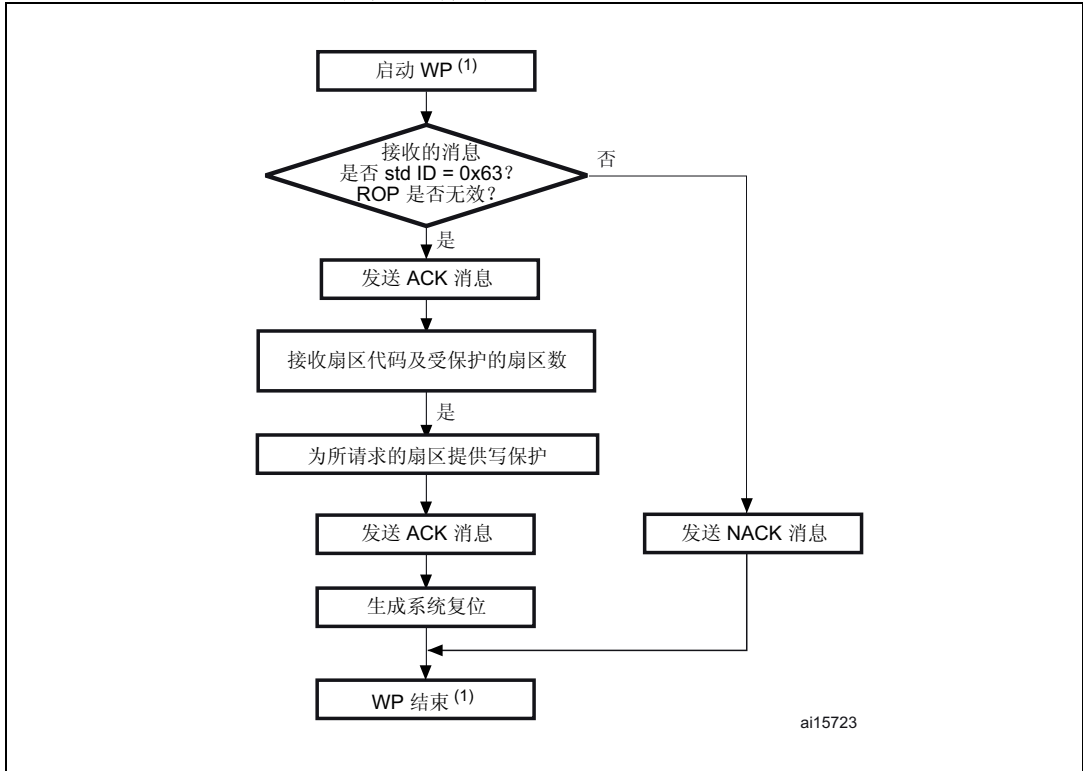 启动 WP (1)
接收的消息
是否 std ID = 0x63?
ROP 是否无效?
否
是
发送 ACK 消息
接收扇区代码及受保护的扇区数
是
为所请求的扇区提供写保护
发送 ACK 消息
发送 NACK 消息
生成系统复位
WP 结束 (1)
ai15723